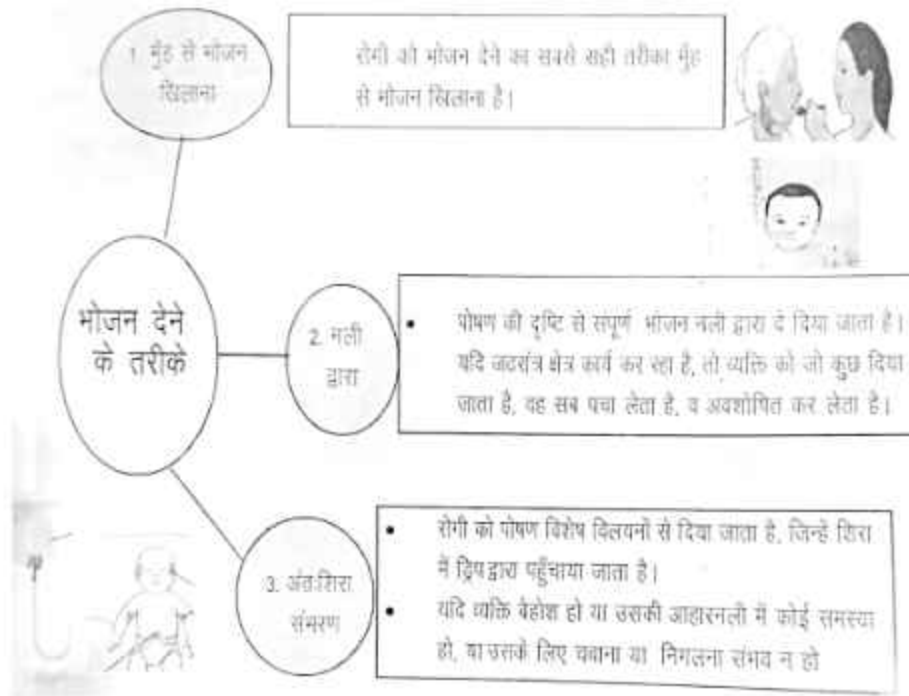 1. मुँह से भोजन
खिलाना
रोगी को भोजन देने का सबसे सही तरीका मुँह
से भोजन खिलाना है।
भोजन देने
के तरीके
2. नली
द्वारा
• पोषण की दृष्टि से संपूर्ण भोजन नली द्वारा दे दिया जाता है।
यदि जठरांत्र क्षेत्र कार्य कर रहा है, तो व्यक्ति को जो कुछ दिया
जाता है, वह सब पचा लेता है, व अवशोषित कर लेता है।
3. अंतःशिरा
संभरण
• रोगी को पोषण विशेष विलयनों से दिया जाता है, जिन्हें शिरा
में ड्रिप द्वारा पहुँचाया जाता है।
• यदि व्यक्ति बेहोश हो या उसकी आहारनली में कोई समस्या
हो, या उसके लिए चबाना या निगलना संभव न हो